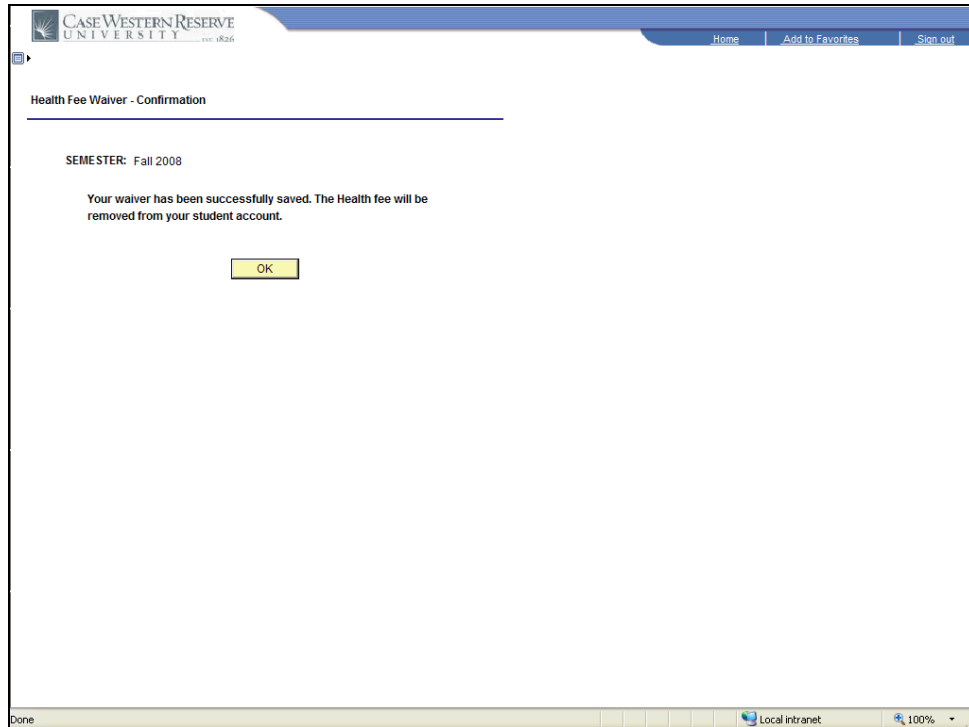 CASE WESTERN RESERVE
UNIVERSITY EST. 1826
Home Add to Favorites Sign out
Health Fee Waiver - Confirmation
SEMESTER: Fall 2008
Your waiver has been successfully saved. The Health fee will be
removed from your student account.
OK
Done Local intranet 100%